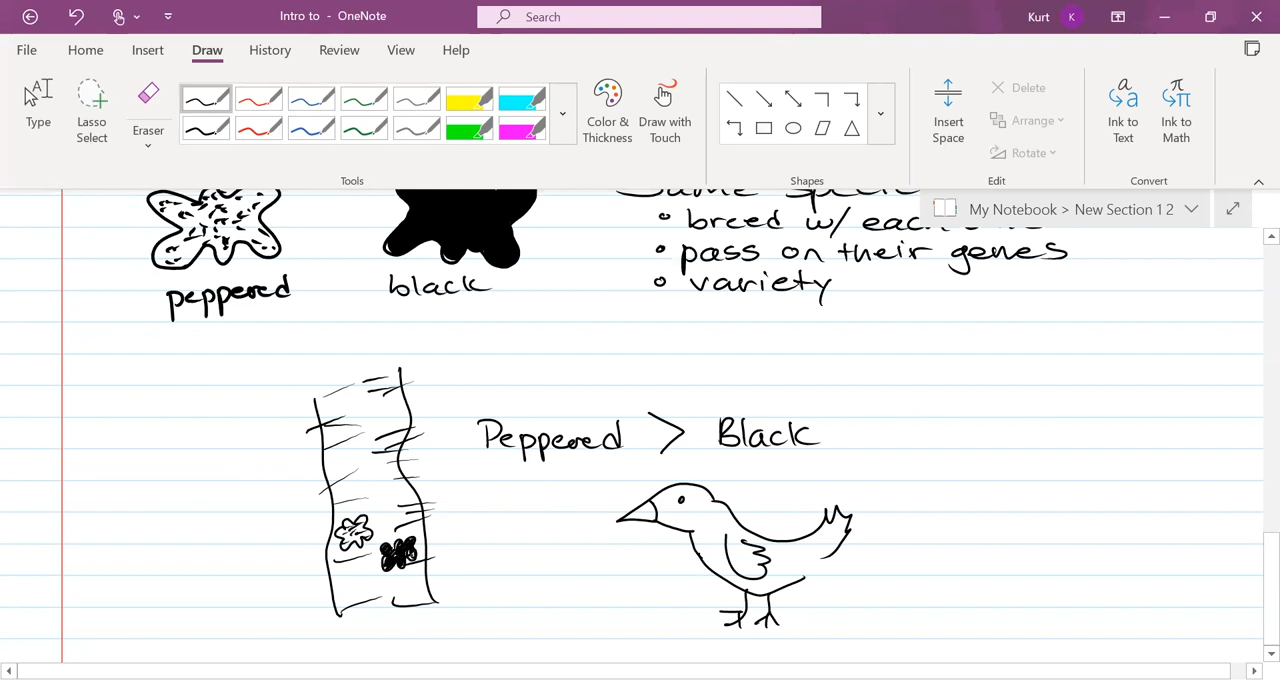 Intro to - OneNote
Search
Kurt K
File Home Insert Draw History Review View Help
Type
Lasso Select
Eraser
Color & Thickness
Draw with Touch
Insert Space
Delete
Arrange
Rotate
Ink to Text
Ink to Math
Tools
Shapes
Edit
Convert
My Notebook > New Section 1 2
Same
• breed w/
• pass on their genes
• variety
peppered
black
Peppered > Black